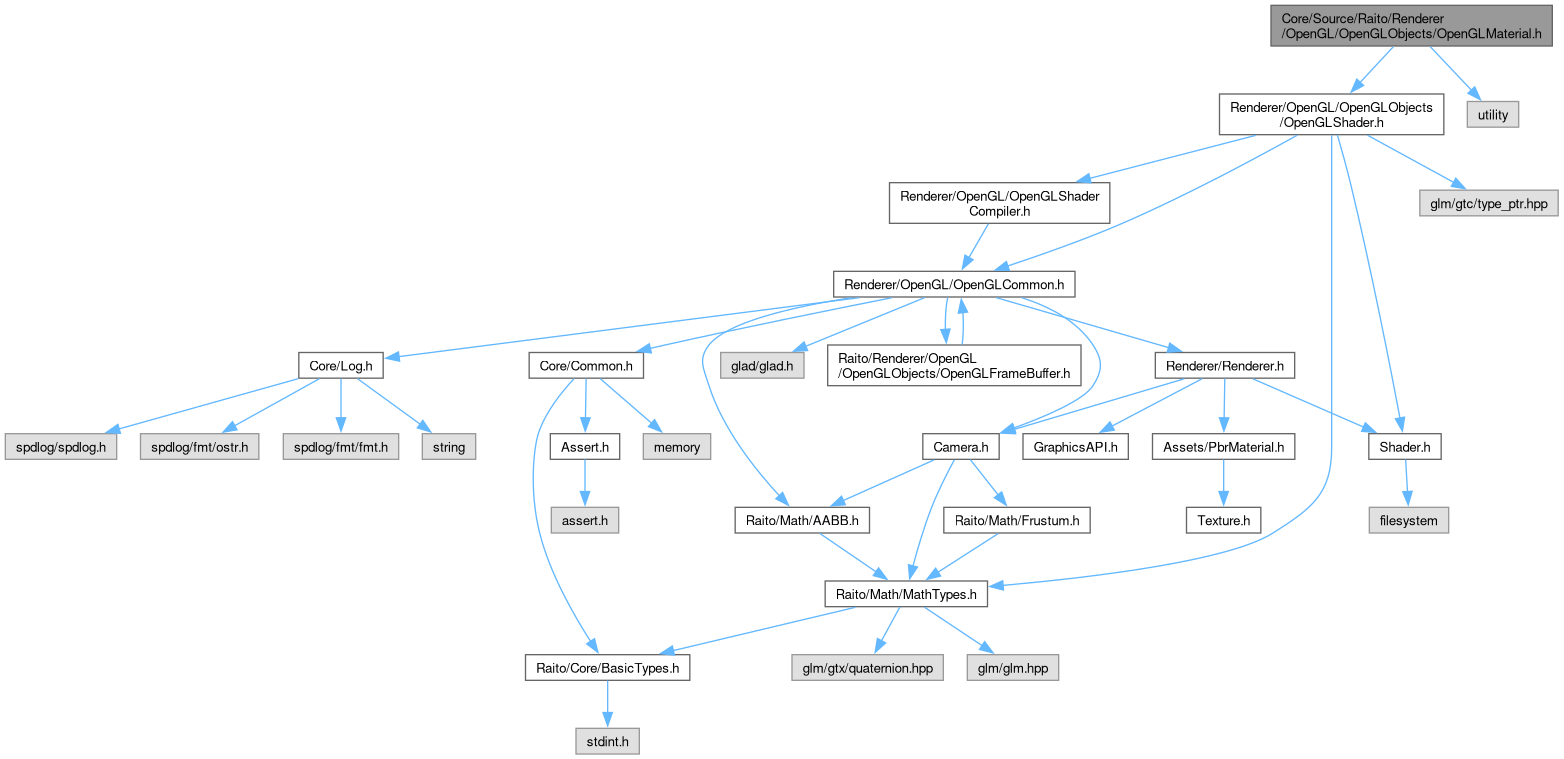 Core/Source/Raito/Renderer
/OpenGL/OpenGLObjects/OpenGLMaterial.h
Renderer/OpenGL/OpenGLObjects
/OpenGLShader.h
utility
Renderer/OpenGL/OpenGLShader
Compiler.h
glm/gtc/type_ptr.hpp
Renderer/OpenGL/OpenGLCommon.h
Core/Log.h
Core/Common.h
glad/glad.h
Raito/Renderer/OpenGL
/OpenGLObjects/OpenGLFrameBuffer.h
Renderer/Renderer.h
spdlog/spdlog.h
spdlog/fmt/ostr.h
spdlog/fmt/fmt.h
string
Assert.h
memory
Camera.h
GraphicsAPI.h
Assets/PbrMaterial.h
Shader.h
assert.h
Raito/Math/AABB.h
Raito/Math/Frustum.h
Texture.h
filesystem
Raito/Math/MathTypes.h
Raito/Core/BasicTypes.h
glm/gtx/quaternion.hpp
glm/glm.hpp
stdint.h